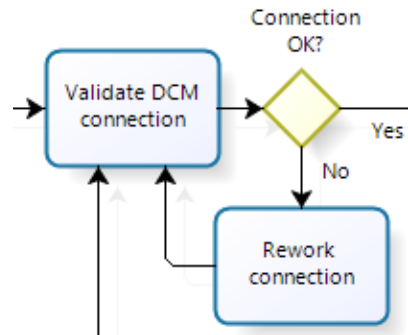 Connection
OK?
Validate DCM
connection
Yes
No
Rework
connection